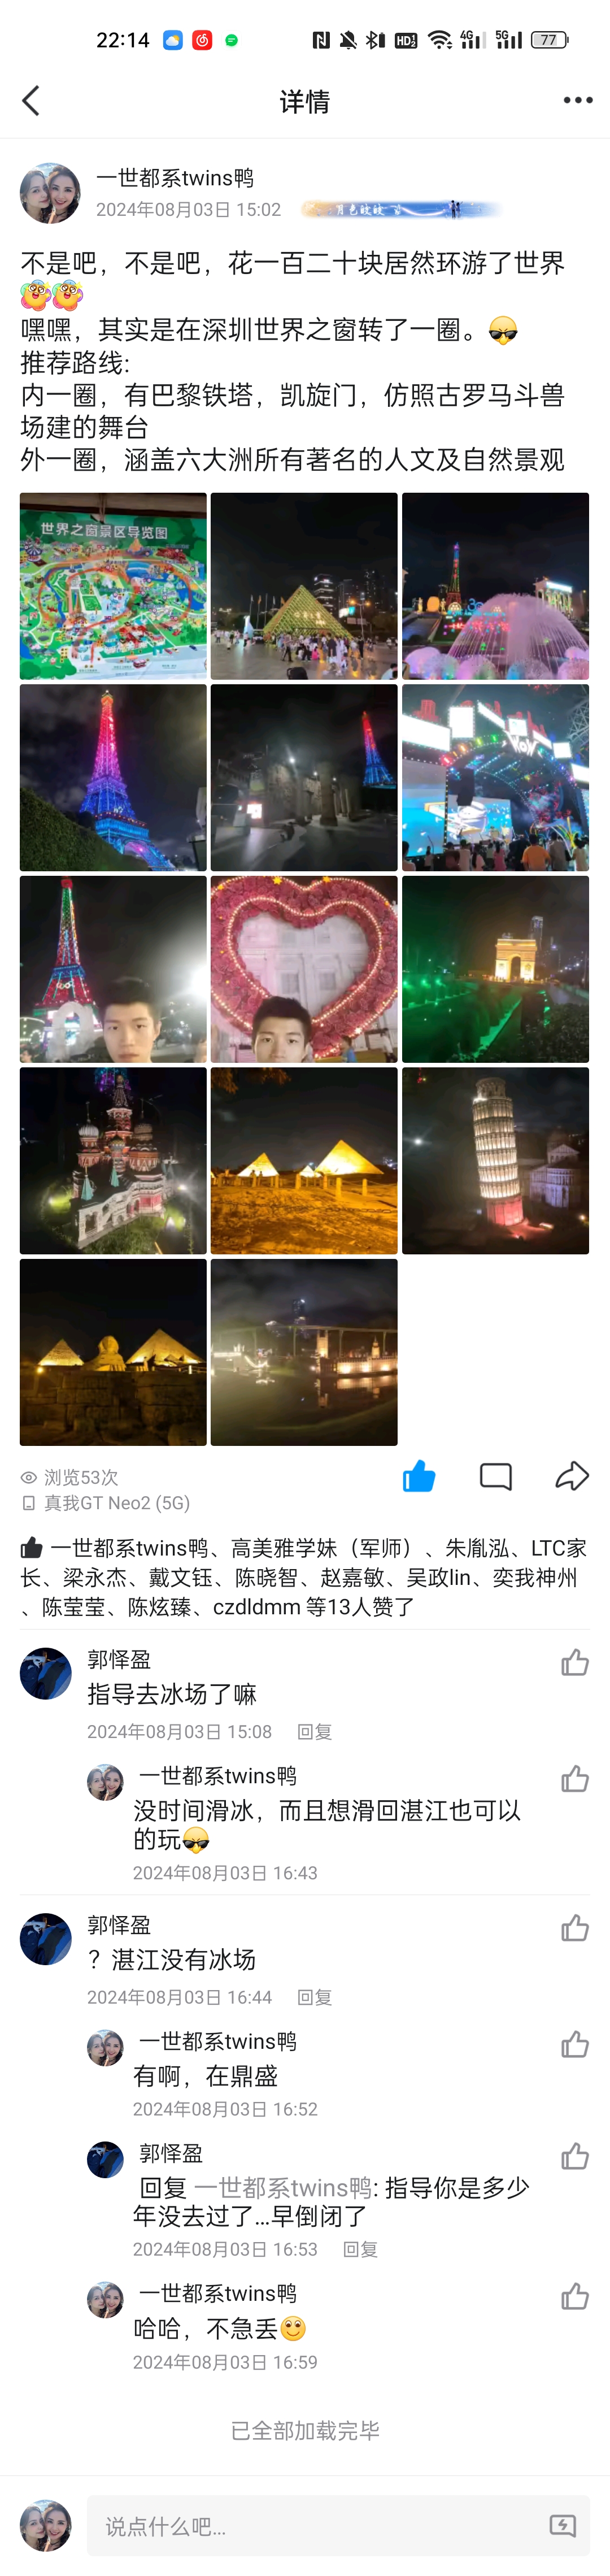 22:14
HD2 4G 5G 77
详情
一世都系twins鸭
2024年08月03日 15:02
月色皎皎
不是吧，不是吧，花一百二十块居然环游了世界
嘿嘿，其实是在深圳世界之窗转了一圈。
推荐路线:
内一圈，有巴黎铁塔，凯旋门，仿照古罗马斗兽
场建的舞台
外一圈，涵盖六大洲所有著名的人文及自然景观
世界之窗景区导览图
浏览53次
真我GT Neo2 (5G)
一世都系twins鸭、高美雅学妹（军师）、朱胤泓、LTC家
长、梁永杰、戴文钰、陈晓智、赵嘉敏、吴政lin、奕我神州
、陈莹莹、陈炫臻、czdldmm 等13人赞了
郭怿盈
指导去冰场了嘛
2024年08月03日 15:08 回复
一世都系twins鸭
没时间滑冰，而且想滑回湛江也可以
的玩
2024年08月03日 16:43
郭怿盈
？湛江没有冰场
2024年08月03日 16:44 回复
一世都系twins鸭
有啊，在鼎盛
2024年08月03日 16:52
郭怿盈
回复 一世都系twins鸭: 指导你是多少
年没去过了...早倒闭了
2024年08月03日 16:53 回复
一世都系twins鸭
哈哈，不急丢
2024年08月03日 16:59
已全部加载完毕
说点什么吧...